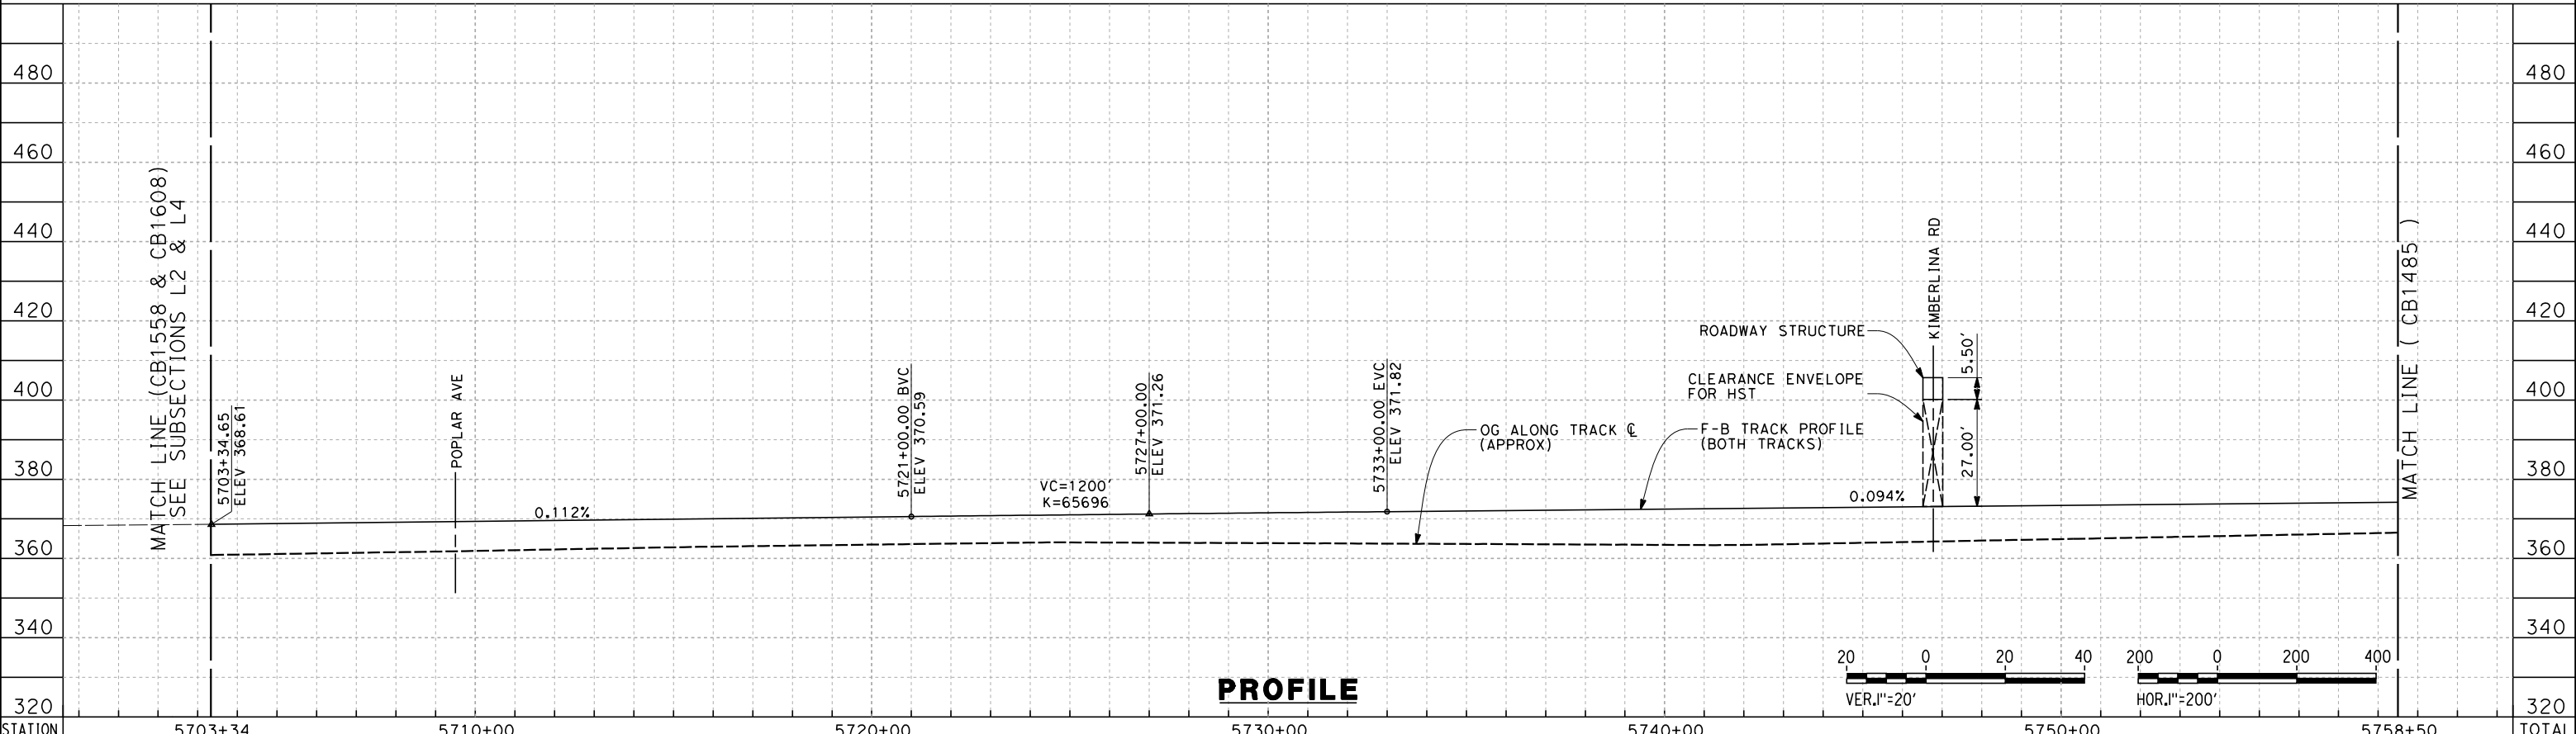 480
460
440
420
400
380
360
340
320
STATION
MATCH LINE (CB1558 & CB1608)
SEE SUBSECTIONS L2 & L4
5703+34.65
ELEV 368.61
POPLAR AVE
0.112%
5721+00.00 BVC
ELEV 370.59
VC=1200'
K=65696
5727+00.00
ELEV 371.26
5733+00.00 EVC
ELEV 371.82
OG ALONG TRACK ℄
(APPROX)
F-B TRACK PROFILE
(BOTH TRACKS)
ROADWAY STRUCTURE
CLEARANCE ENVELOPE
FOR HST
0.094%
KIMBERLINA RD
5.50'
27.00'
MATCH LINE ( CB1485 )
480
460
440
420
400
380
360
340
320
TOTAL
PROFILE
20 0 20 40
VER.1"=20'
200 0 200 400
HOR.1"=200'
5703+34 5710+00 5720+00 5730+00 5740+00 5750+00 5758+50